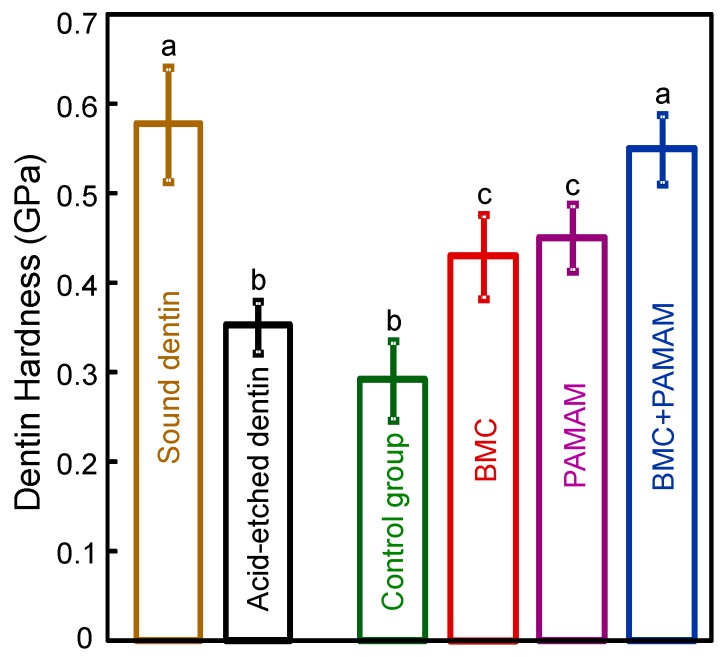 Dentin Hardness (GPa)
0.7
0.6
0.5
0.4
0.3
0.2
0.1
0
a
Sound dentin
b
Acid-etched dentin
b
Control group
c
BMC
c
PAMAM
a
BMC+PAMAM